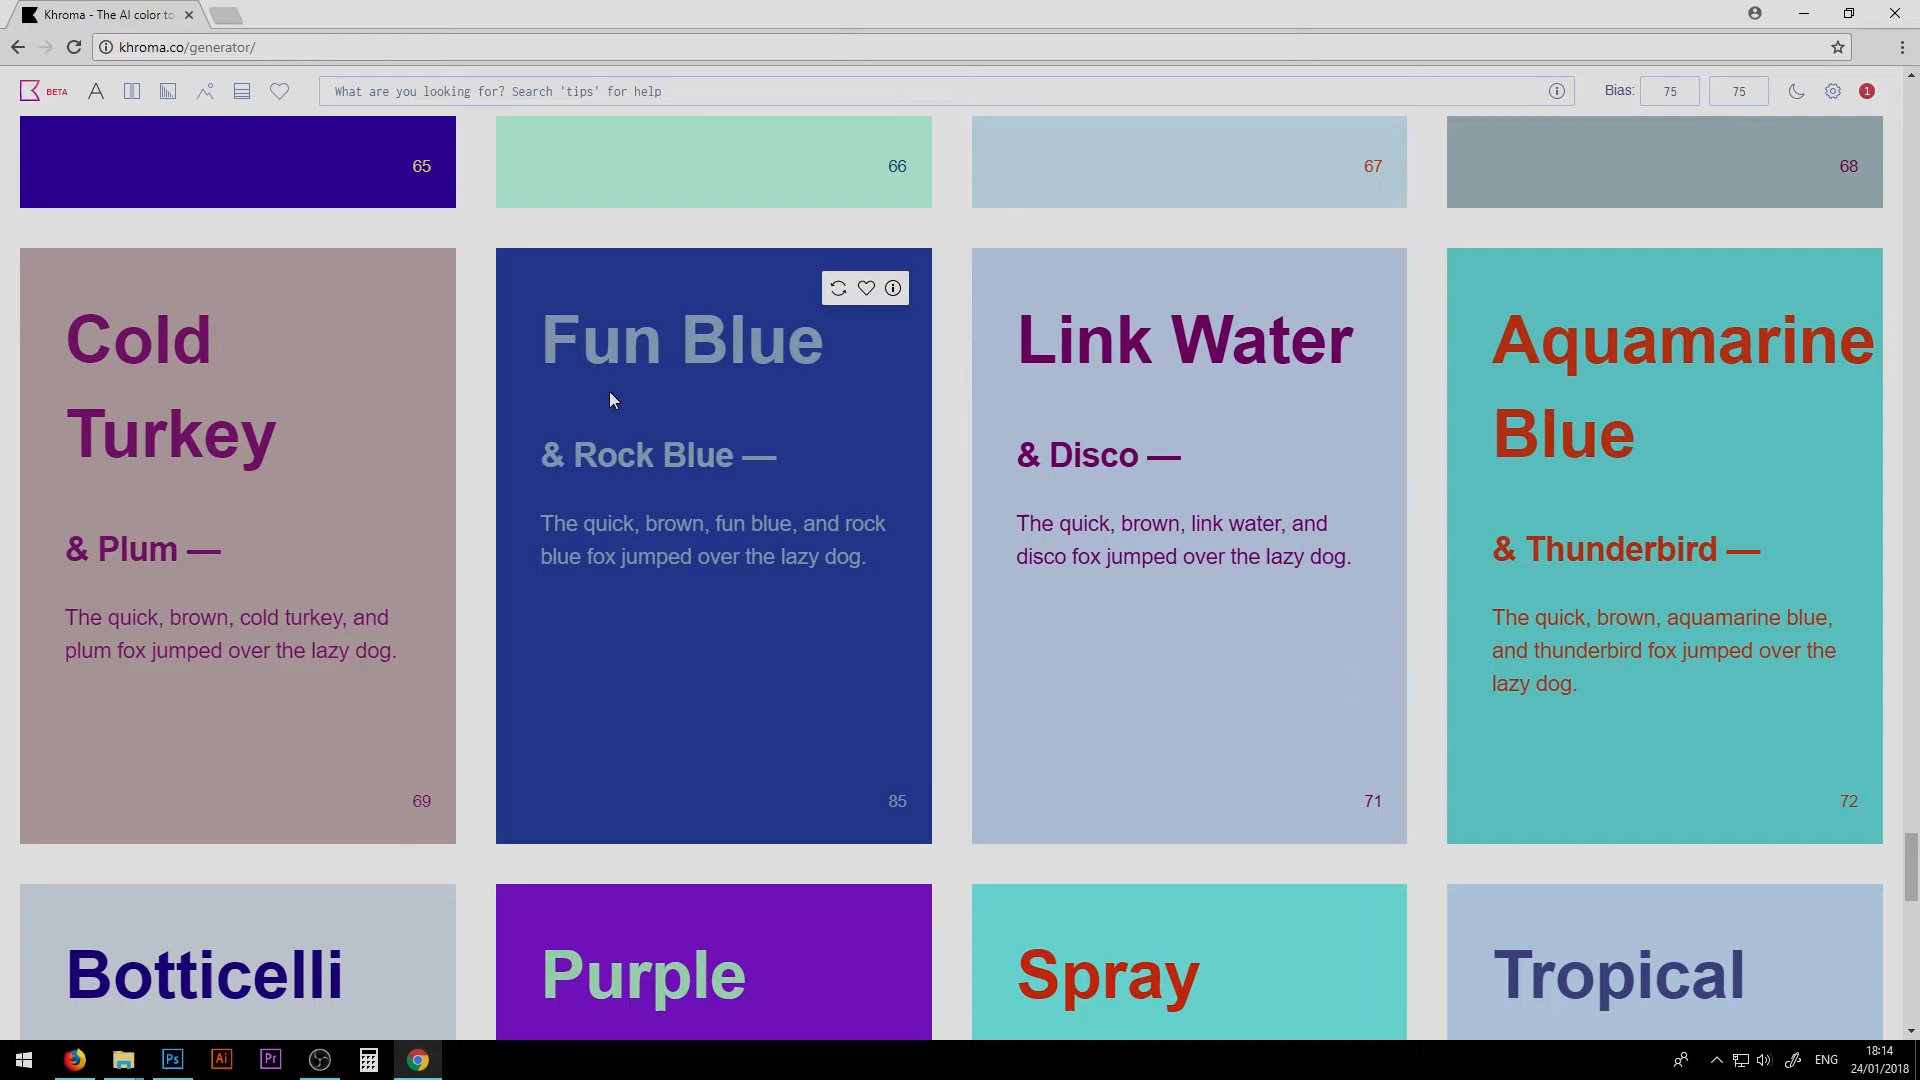 Khroma - The AI color to
khroma.co/generator/
BETA
What are you looking for? Search 'tips' for help
Bias: 75 75
1
65
66
67
68
Cold
Turkey
& Plum —
The quick, brown, cold turkey, and
plum fox jumped over the lazy dog.
69
Fun Blue
& Rock Blue —
The quick, brown, fun blue, and rock
blue fox jumped over the lazy dog.
85
Link Water
& Disco —
The quick, brown, link water, and
disco fox jumped over the lazy dog.
71
Aquamarine
Blue
& Thunderbird —
The quick, brown, aquamarine blue,
and thunderbird fox jumped over the
lazy dog.
72
Botticelli
Purple
Spray
Tropical
Ps
Ai
Pr
ENG
18:14
24/01/2018